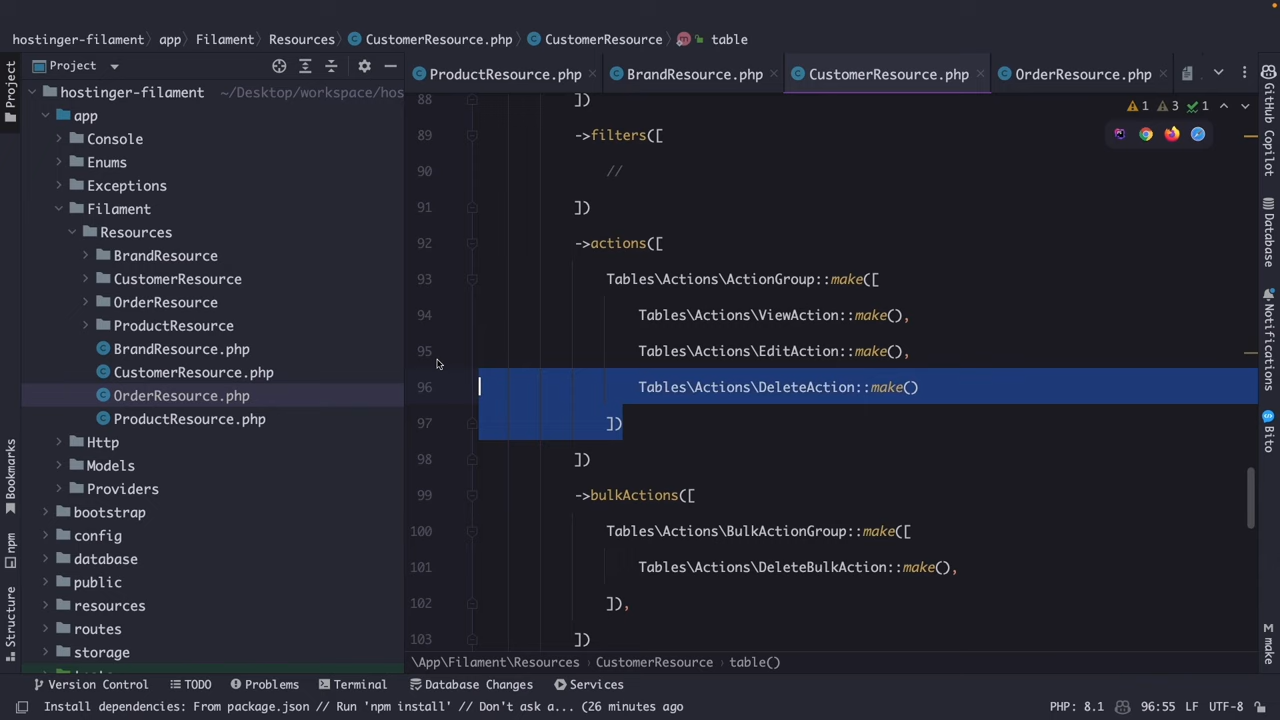 hostinger-filament app Filament Resources CustomerResource.php CustomerResource m table
Project
ProductResource.php BrandResource.php CustomerResource.php OrderResource.php
hostinger-filament ~/Desktop/workspace/hos
app
Console
Enums
Exceptions
Filament
Resources
BrandResource
CustomerResource
OrderResource
ProductResource
BrandResource.php
CustomerResource.php
OrderResource.php
ProductResource.php
Http
Models
Providers
bootstrap
config
database
public
resources
routes
storage
1 3 1
88 ])
89 ->filters([
90 //
91 ])
92 ->actions([
93 Tables\Actions\ActionGroup::make([
94 Tables\Actions\ViewAction::make(),
95 Tables\Actions\EditAction::make(),
96 Tables\Actions\DeleteAction::make()
97 ])
98 ])
99 ->bulkActions([
100 Tables\Actions\BulkActionGroup::make([
101 Tables\Actions\DeleteBulkAction::make(),
102 ]),
103 ])
\App\Filament\Resources CustomerResource table()
Project
Bookmarks
npm
Structure
GitHub Copilot
Database
Notifications
Bito
M make
Version Control TODO Problems Terminal Database Changes Services
Install dependencies: From package.json // Run 'npm install' // Don't ask a... (26 minutes ago PHP: 8.1 96:55 LF UTF-8